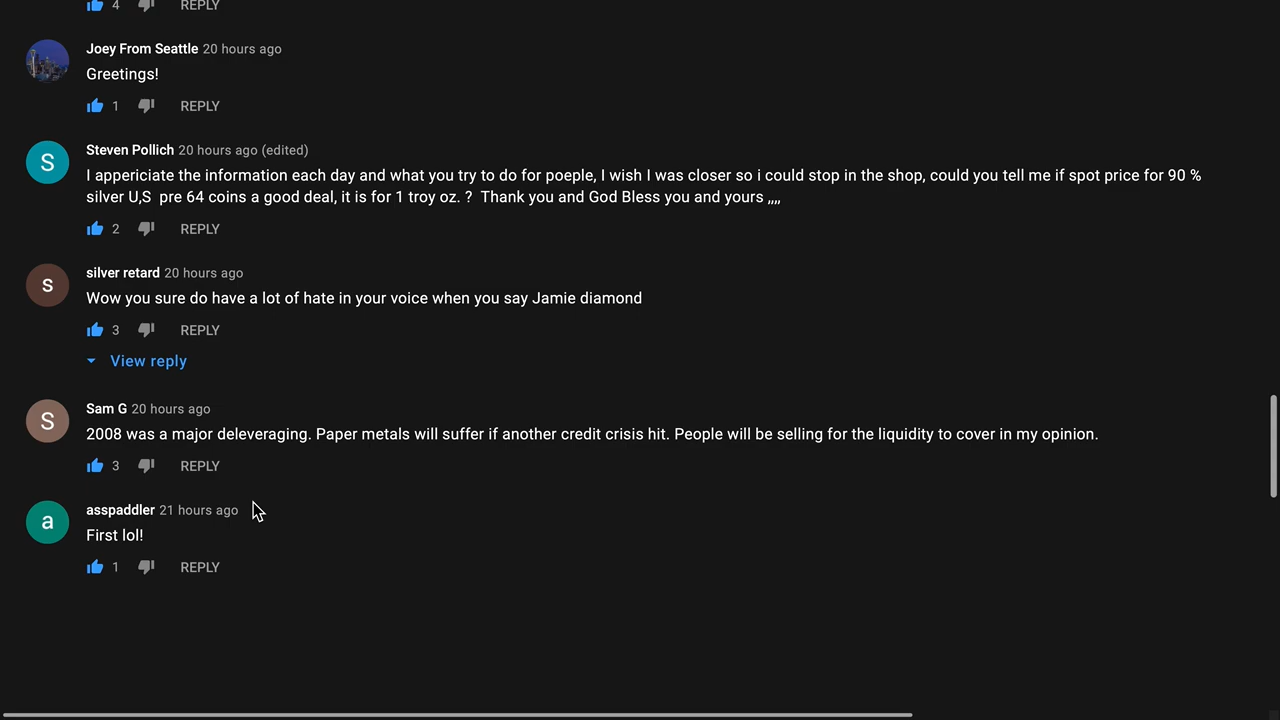 4 REPLY
Joey From Seattle 20 hours ago
Greetings!
1 REPLY
S
Steven Pollich 20 hours ago (edited)
I appericiate the information each day and what you try to do for poeple, I wish I was closer so i could stop in the shop, could you tell me if spot price for 90 %
silver U,S pre 64 coins a good deal, it is for 1 troy oz. ? Thank you and God Bless you and yours ,,,,
2 REPLY
s
silver retard 20 hours ago
Wow you sure do have a lot of hate in your voice when you say Jamie diamond
3 REPLY
View reply
S
Sam G 20 hours ago
2008 was a major deleveraging. Paper metals will suffer if another credit crisis hit. People will be selling for the liquidity to cover in my opinion.
3 REPLY
a
asspaddler 21 hours ago
First lol!
1 REPLY